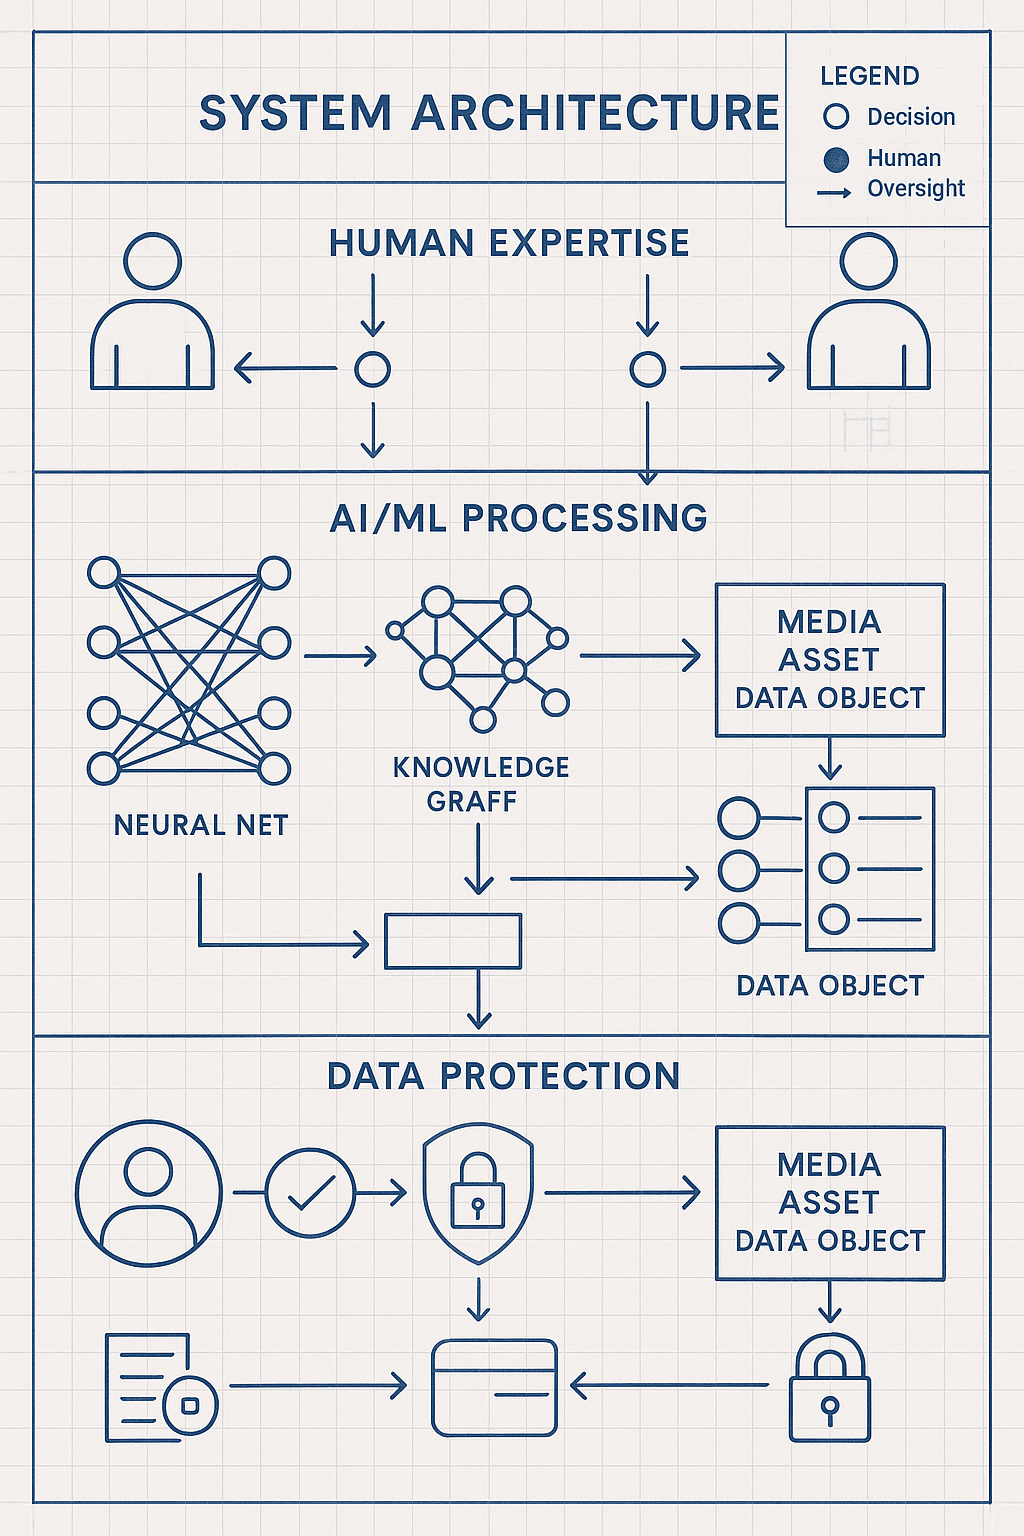 SYSTEM ARCHITECTURE
LEGEND
Decision
Human
Oversight
HUMAN EXPERTISE
AI/ML PROCESSING
NEURAL NET
KNOWLEDGE
GRAFF
MEDIA
ASSET
DATA OBJECT
DATA OBJECT
DATA PROTECTION
MEDIA
ASSET
DATA OBJECT